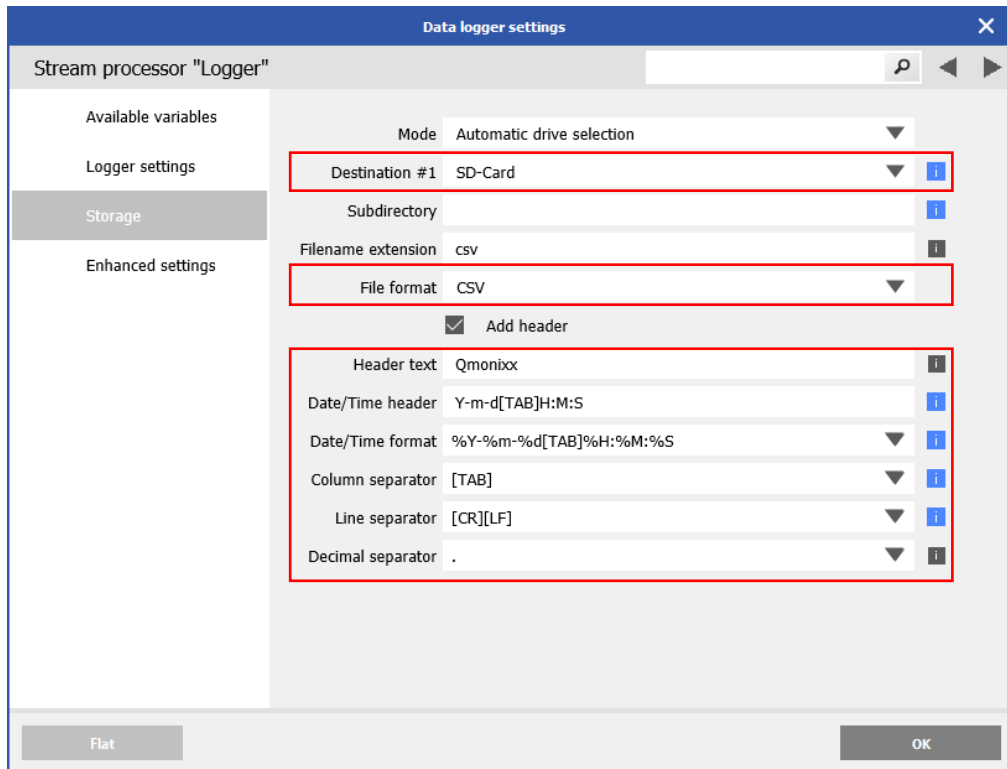 Data logger settings
Stream processor "Logger"
Available variables
Logger settings
Storage
Enhanced settings
Mode Automatic drive selection
Destination #1 SD-Card
Subdirectory
Filename extension csv
File format CSV
Add header
Header text Qmonixx
Date/Time header Y-m-d[TAB]H:M:S
Date/Time format %Y-%m-%d[TAB]%H:%M:%S
Column separator [TAB]
Line separator [CR][LF]
Decimal separator .
Flat
OK